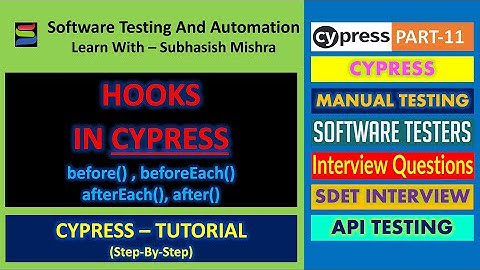 Software Testing And Automation
Learn With – Subhasish Mishra
HOOKS
IN CYPRESS
before() , beforeEach()
afterEach(), after()
CYPRESS – TUTORIAL
(Step-By-Step)
cypress PART-11
CYPRESS
MANUAL TESTING
SOFTWARE TESTERS
Interview Questions
SDET INTERVIEW
API TESTING